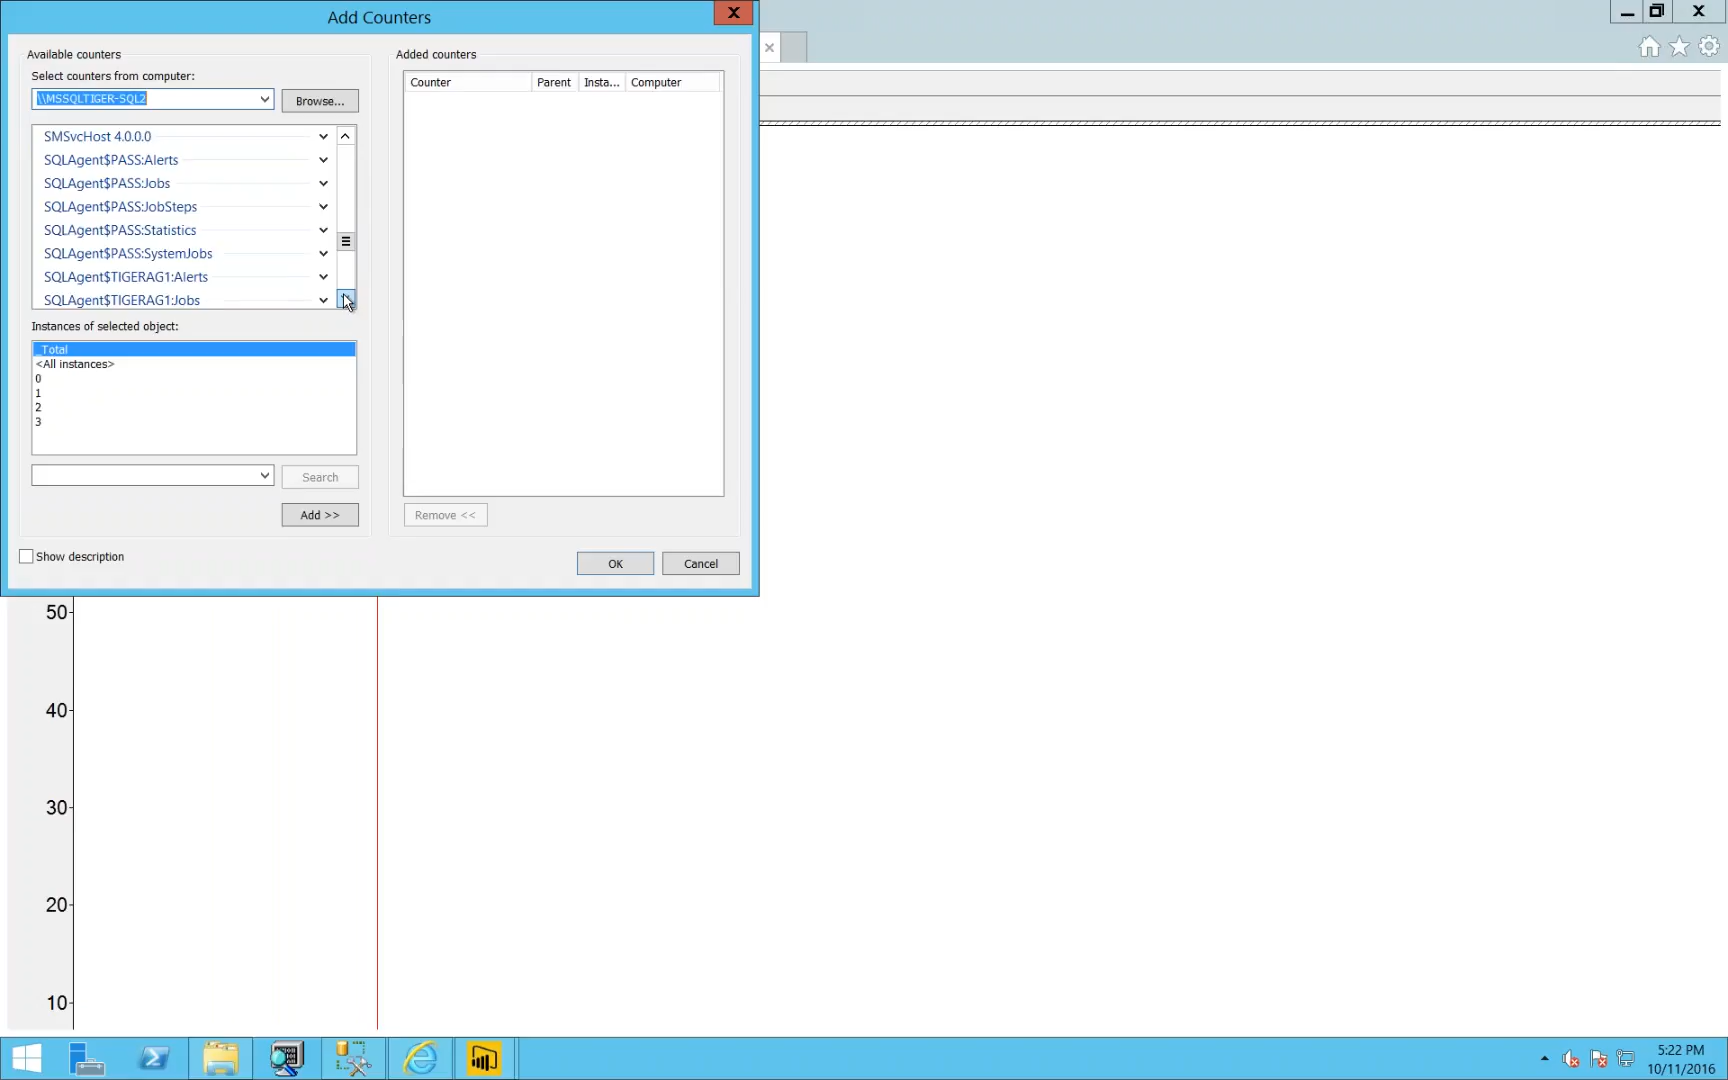 Add Counters
Available counters
Select counters from computer:
\\MSSQLTIGER-SQL2
Browse...
SMSvcHost 4.0.0.0
SQLAgent$PASS:Alerts
SQLAgent$PASS:Jobs
SQLAgent$PASS:JobSteps
SQLAgent$PASS:Statistics
SQLAgent$PASS:SystemJobs
SQLAgent$TIGERAG1:Alerts
SQLAgent$TIGERAG1:Jobs
Instances of selected object:
_Total
<All instances>
0
1
2
3
Search
Add >>
Show description
Added counters
Counter Parent Insta... Computer
Remove <<
OK Cancel
50
40
30
20
10
5:22 PM
10/11/2016